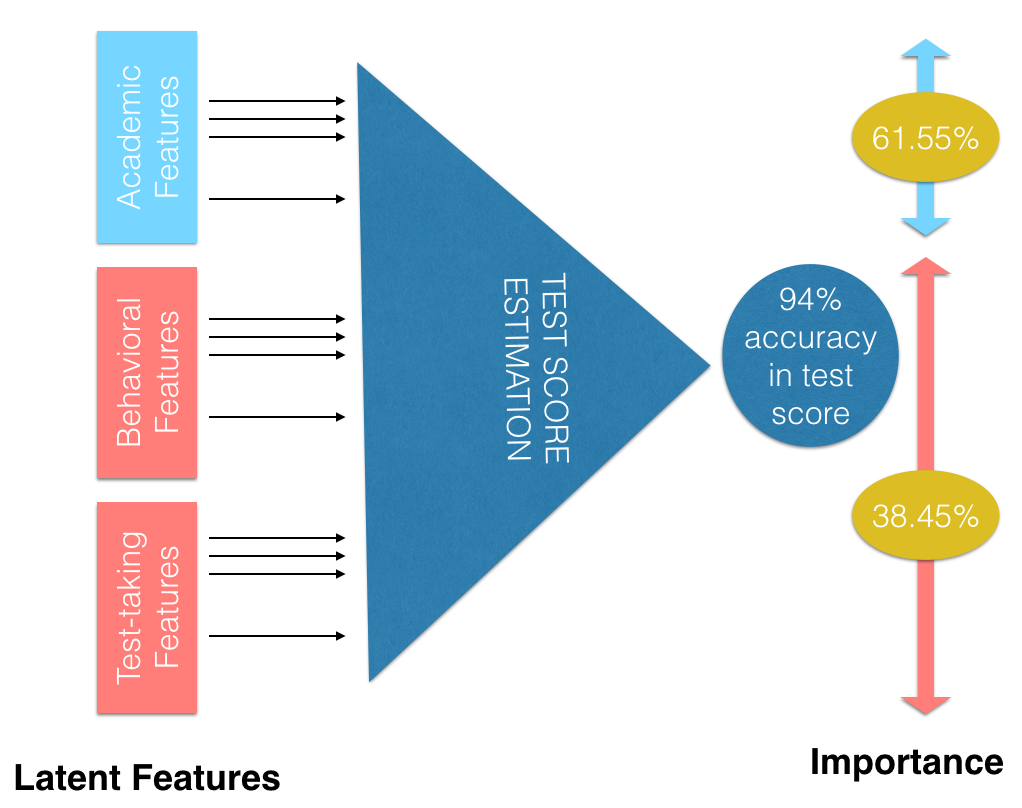 Academic
Features
Behavioral
Features
Test-taking
Features
TEST SCORE
ESTIMATION
94%
accuracy
in test
score
61.55%
38.45%
Latent Features
Importance